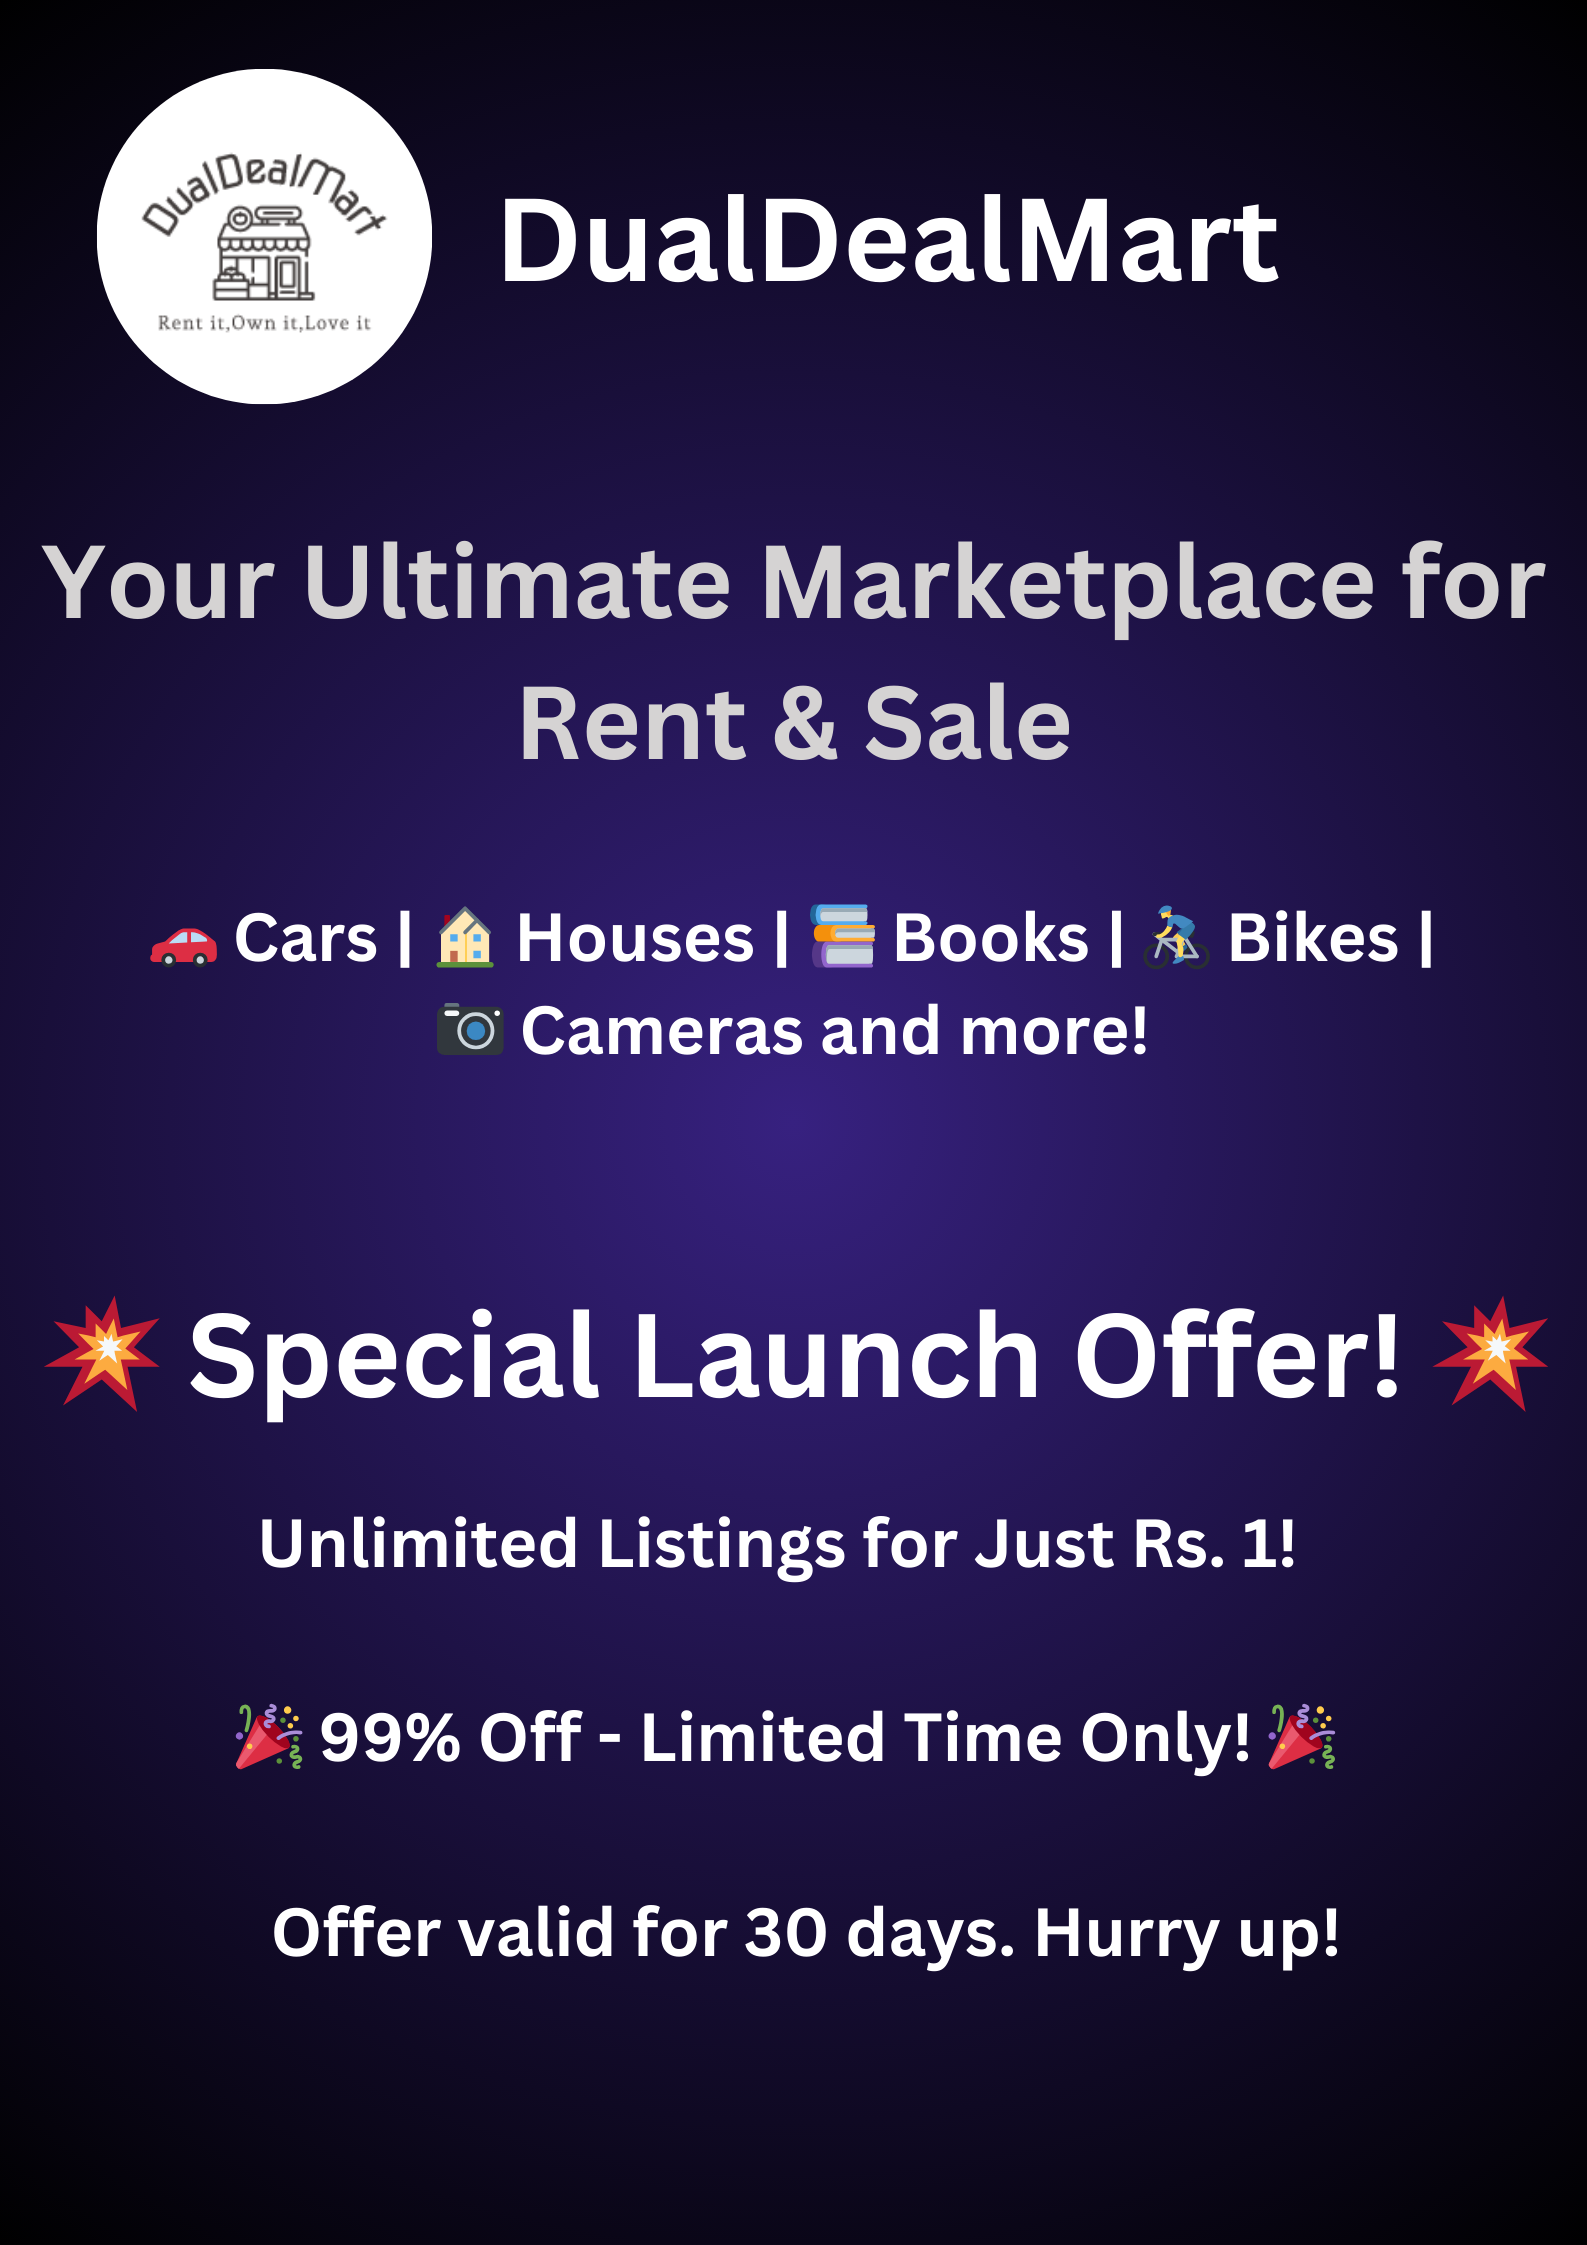 DualDealMart
Rent it,Own it,Love it
DualDealMart
Your Ultimate Marketplace for
Rent & Sale
🚗 Cars | 🏠 Houses | 📚 Books | 🚴 Bikes |
📷 Cameras and more!
💥 Special Launch Offer! 💥
Unlimited Listings for Just Rs. 1!
🎉 99% Off - Limited Time Only! 🎉
Offer valid for 30 days. Hurry up!